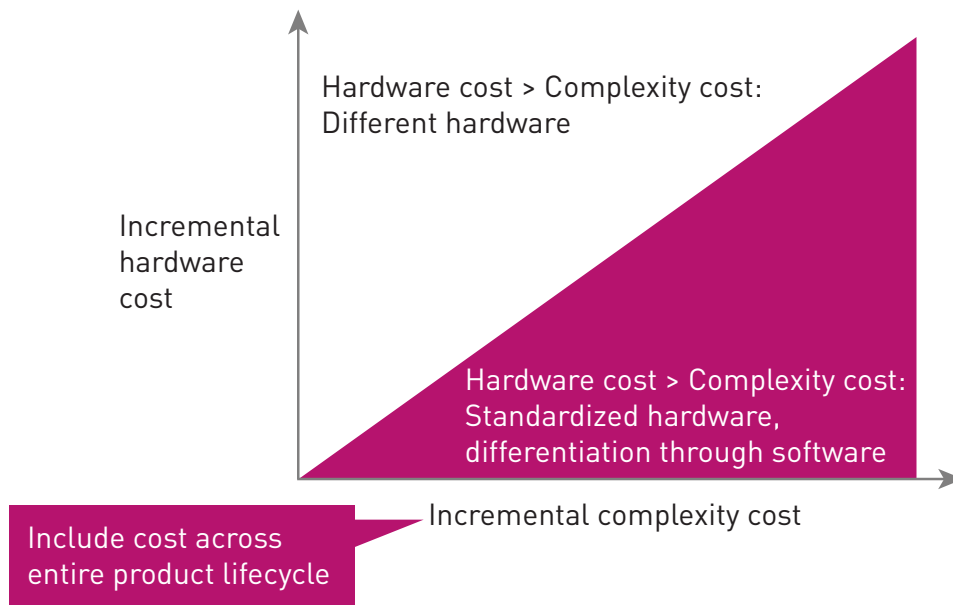 Hardware cost > Complexity cost:
Different hardware
Incremental
hardware
cost
Hardware cost > Complexity cost:
Standardized hardware,
differentiation through software
Incremental complexity cost
Include cost across
entire product lifecycle